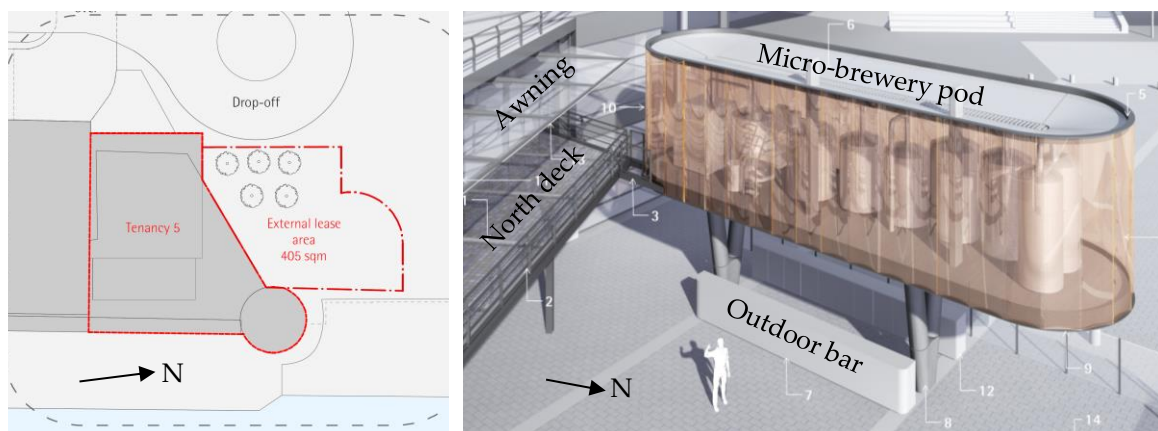 Drop-off
Tenancy 5
External lease
area
405 sqm
N
6
Micro-brewery pod
5
Awning
10
North deck
3
2
Outdoor bar
N
7
8
12
9
14